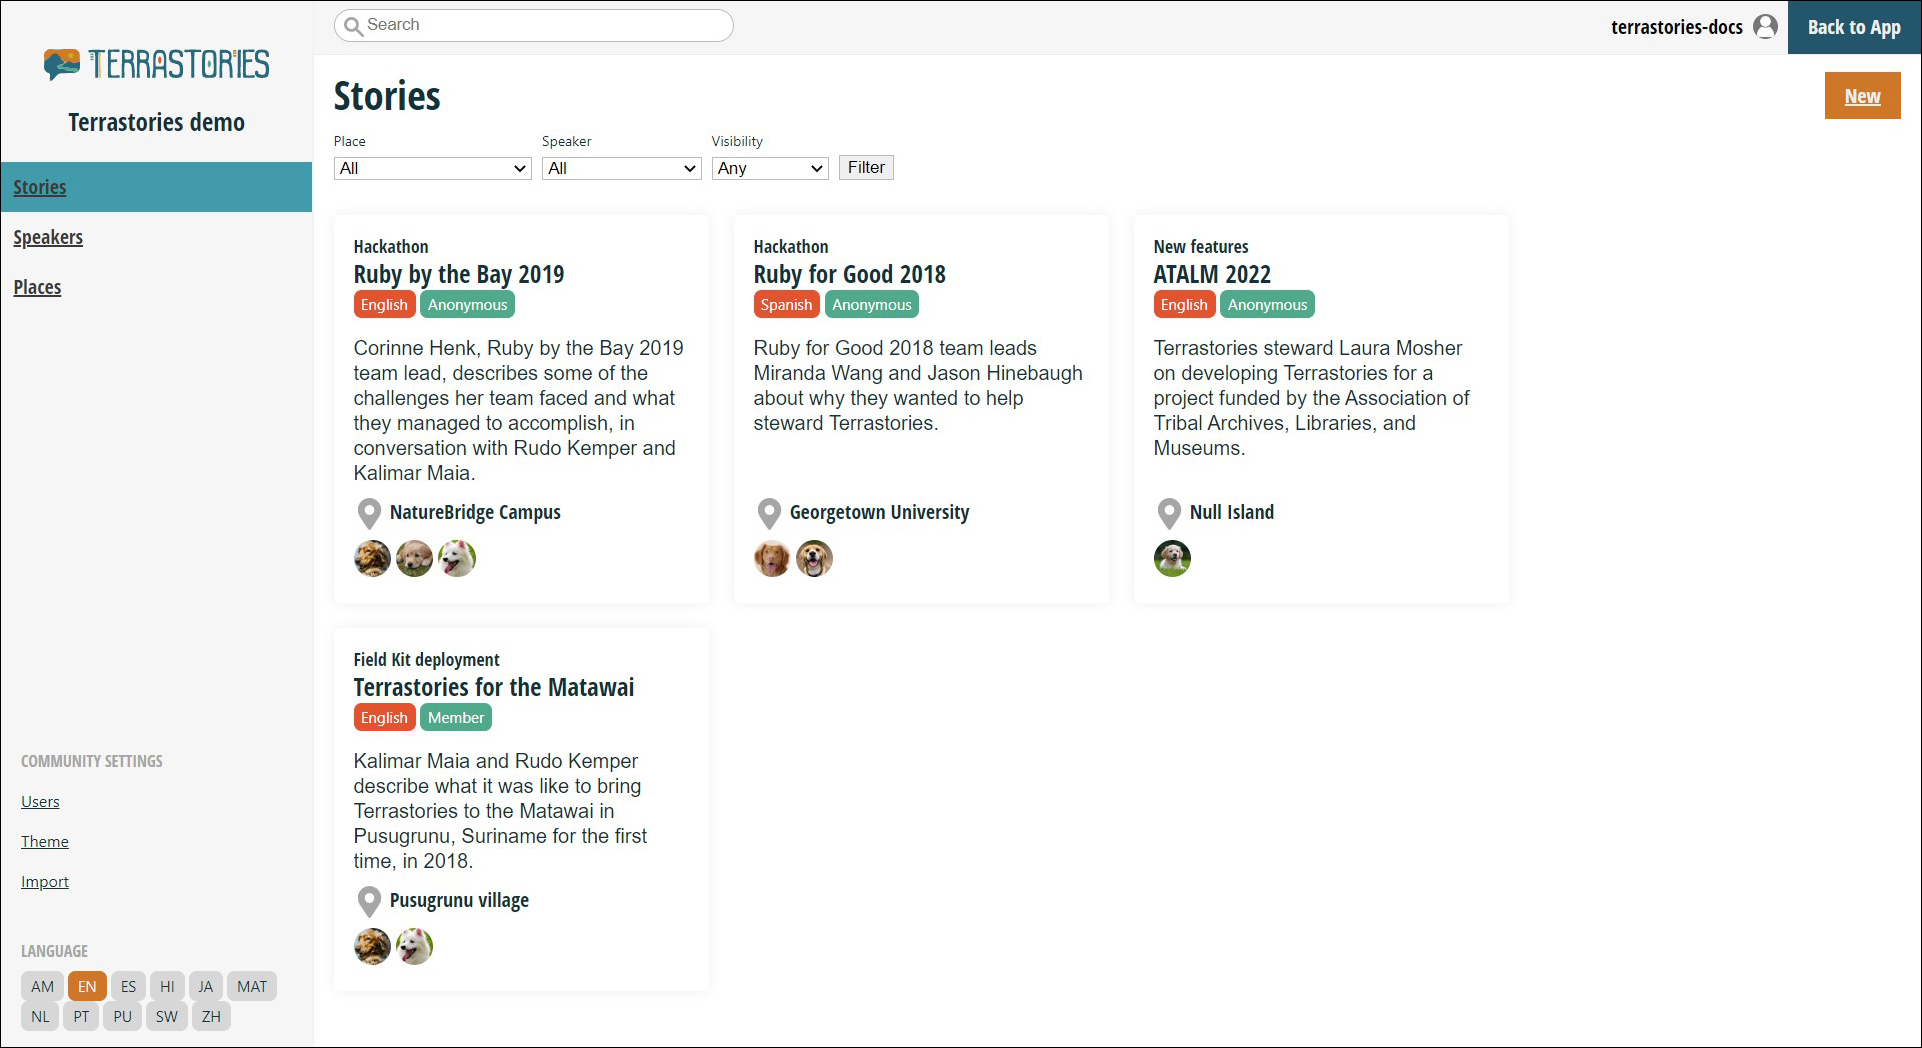 TERRASTORIES
Terrastories demo
Stories
Speakers
Places
COMMUNITY SETTINGS
Users
Theme
Import
LANGUAGE
AM EN ES HI JA MAT
NL PT PU SW ZH
Search
terrastories-docs
Back to App
Stories
New
Place Speaker Visibility
All All Any Filter
Hackathon
Ruby by the Bay 2019
English Anonymous
Corinne Henk, Ruby by the Bay 2019
team lead, describes some of the
challenges her team faced and what
they managed to accomplish, in
conversation with Rudo Kemper and
Kalimar Maia.
NatureBridge Campus
Hackathon
Ruby for Good 2018
Spanish Anonymous
Ruby for Good 2018 team leads
Miranda Wang and Jason Hinebaugh
about why they wanted to help
steward Terrastories.
Georgetown University
New features
ATALM 2022
English Anonymous
Terrastories steward Laura Mosher
on developing Terrastories for a
project funded by the Association of
Tribal Archives, Libraries, and
Museums.
Null Island
Field Kit deployment
Terrastories for the Matawai
English Member
Kalimar Maia and Rudo Kemper
describe what it was like to bring
Terrastories to the Matawai in
Pusugrunu, Suriname for the first
time, in 2018.
Pusugrunu village